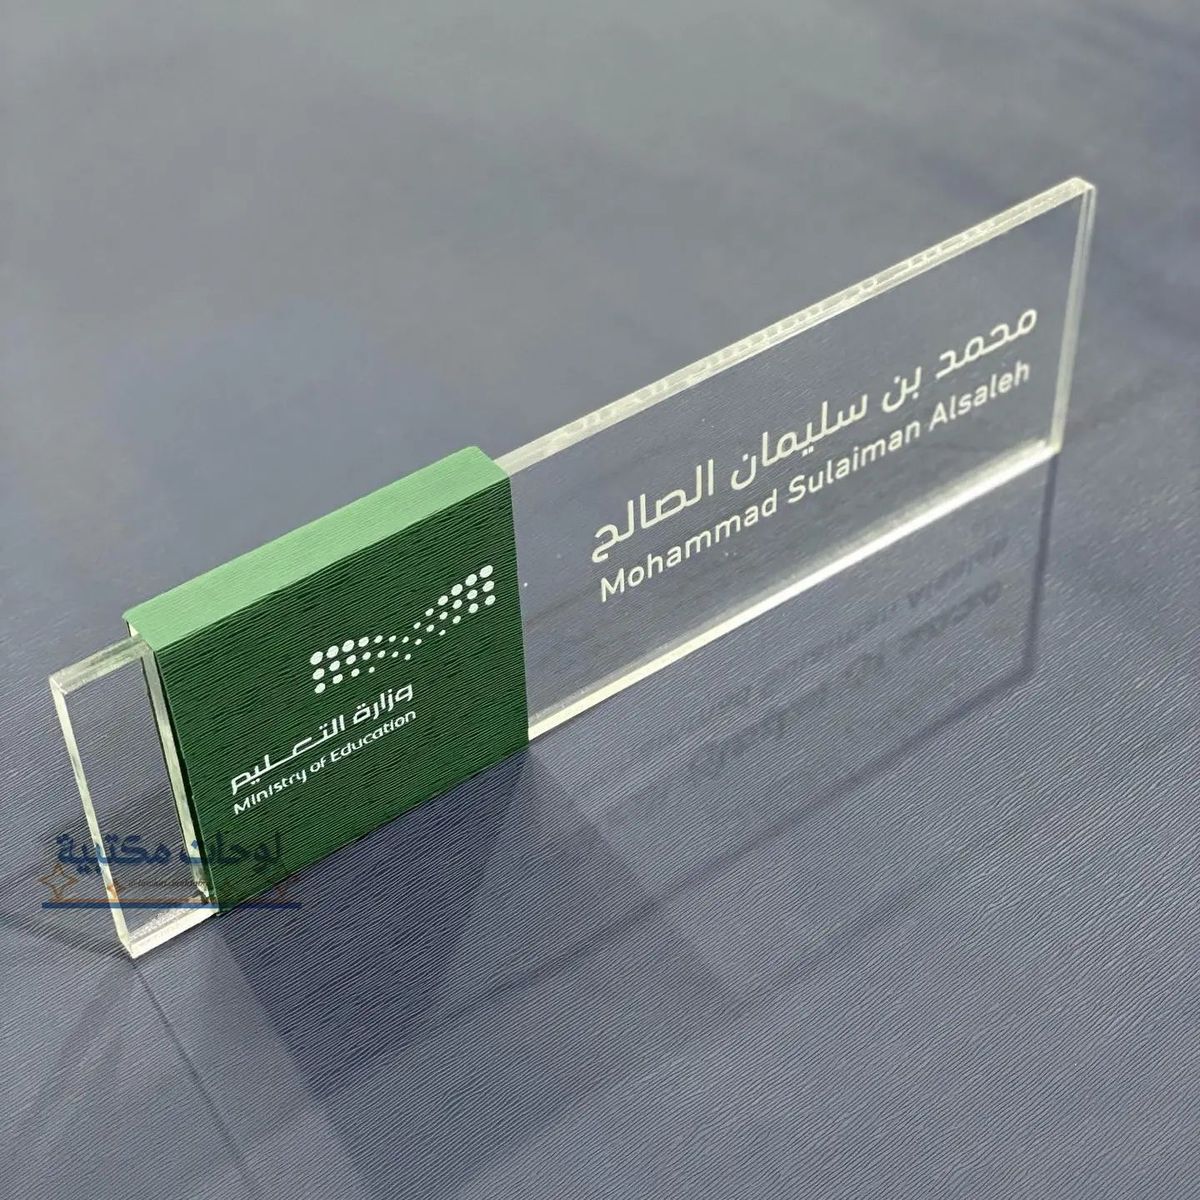 محمد بن سليمان الصالح
Mohammad Sulaiman Alsaleh
وزارة التعليم
Ministry of Education
لوحات مكتبية